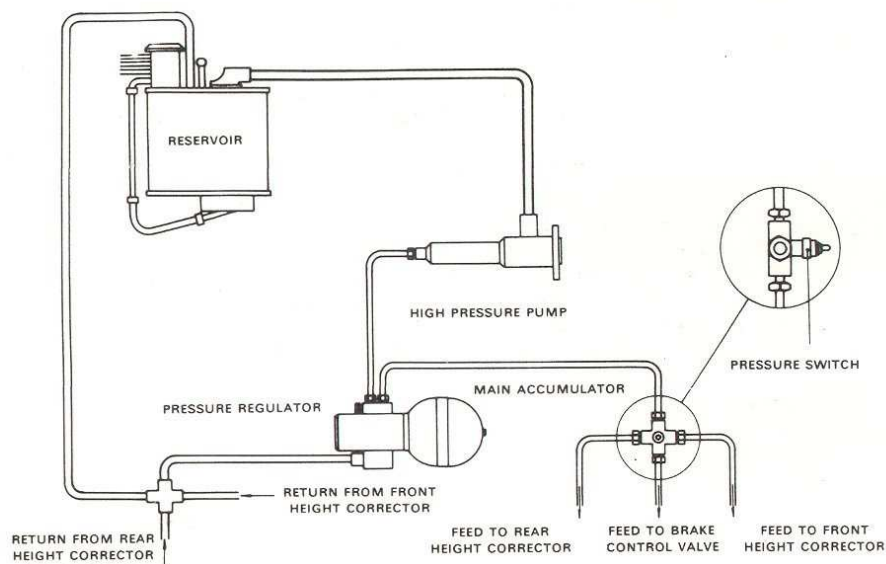 RESERVOIR
HIGH PRESSURE PUMP
PRESSURE SWITCH
MAIN ACCUMULATOR
PRESSURE REGULATOR
RETURN FROM FRONT
HEIGHT CORRECTOR
RETURN FROM REAR
HEIGHT CORRECTOR
FEED TO REAR
HEIGHT CORRECTOR
FEED TO BRAKE
CONTROL VALVE
FEED TO FRONT
HEIGHT CORRECTOR